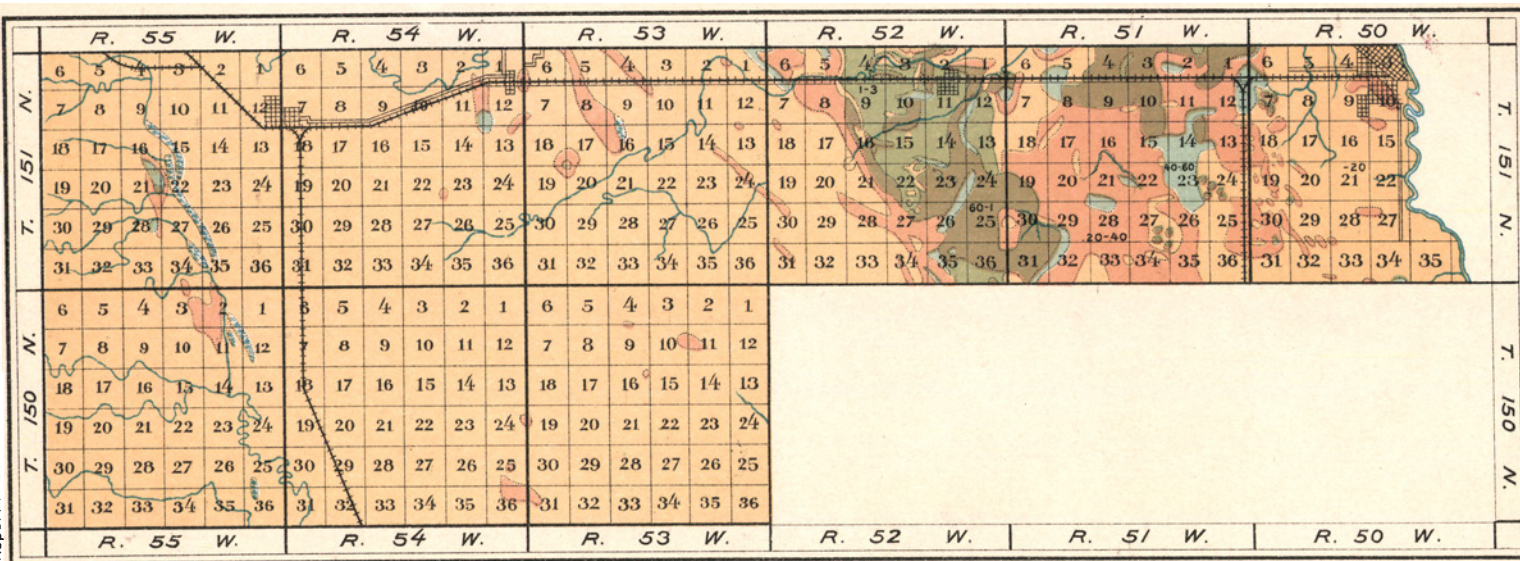 R. 55 W. R. 54 W. R. 53 W. R. 52 W. R. 51 W. R. 50 W.
6 5 4 3 2 1 6 5 4 3 2 1 6 5 4 3 2 1 6 5 4 3 2 1 6 5 4 3 2 1 6 5 4 3
1-3
7 8 9 10 11 12 7 8 9 10 11 12 7 8 9 10 11 12 7 8 9 10 11 12 7 8 9 10 11 12 7 8 9 10
18 17 16 15 14 13 18 17 16 15 14 13 18 17 16 15 14 13 18 17 16 15 14 13 18 17 16 15 14 13 18 17 16 15
40-60 -20
19 20 21 22 23 24 19 20 21 22 23 24 19 20 21 22 23 24 19 20 21 22 23 24 19 20 21 22 23 24 19 20 21 22
60-1
30 29 28 27 26 25 30 29 28 27 26 25 30 29 28 27 26 25 30 29 28 27 26 25 30 29 28 27 26 25 30 29 28 27
20-40
31 32 33 34 35 36 31 32 33 34 35 36 31 32 33 34 35 36 31 32 33 34 35 36 31 32 33 34 35 36 31 32 33 34 35
T. 151 N.
T. 151 N.
6 5 4 3 2 1 6 5 4 3 2 1 6 5 4 3 2 1
7 8 9 10 11 12 7 8 9 10 11 12 7 8 9 10 11 12
18 17 16 15 14 13 18 17 16 15 14 13 18 17 16 15 14 13
19 20 21 22 23 24 19 20 21 22 23 24 19 20 21 22 23 24
30 29 28 27 26 25 30 29 28 27 26 25 30 29 28 27 26 25
31 32 33 34 35 36 31 32 33 34 35 36 31 32 33 34 35 36
T. 150 N.
T. 150 N.
R. 55 W. R. 54 W. R. 53 W. R. 52 W. R. 51 W. R. 50 W.